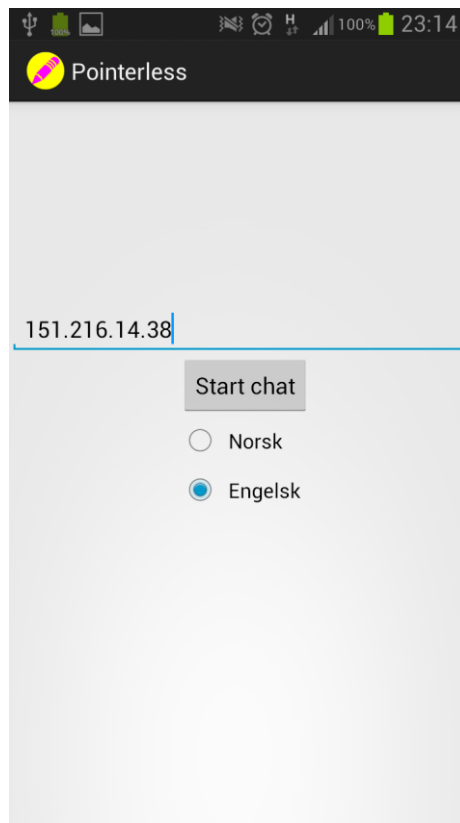 100% H 100% 23:14
Pointerless
151.216.14.38
Start chat
Norsk
Engelsk